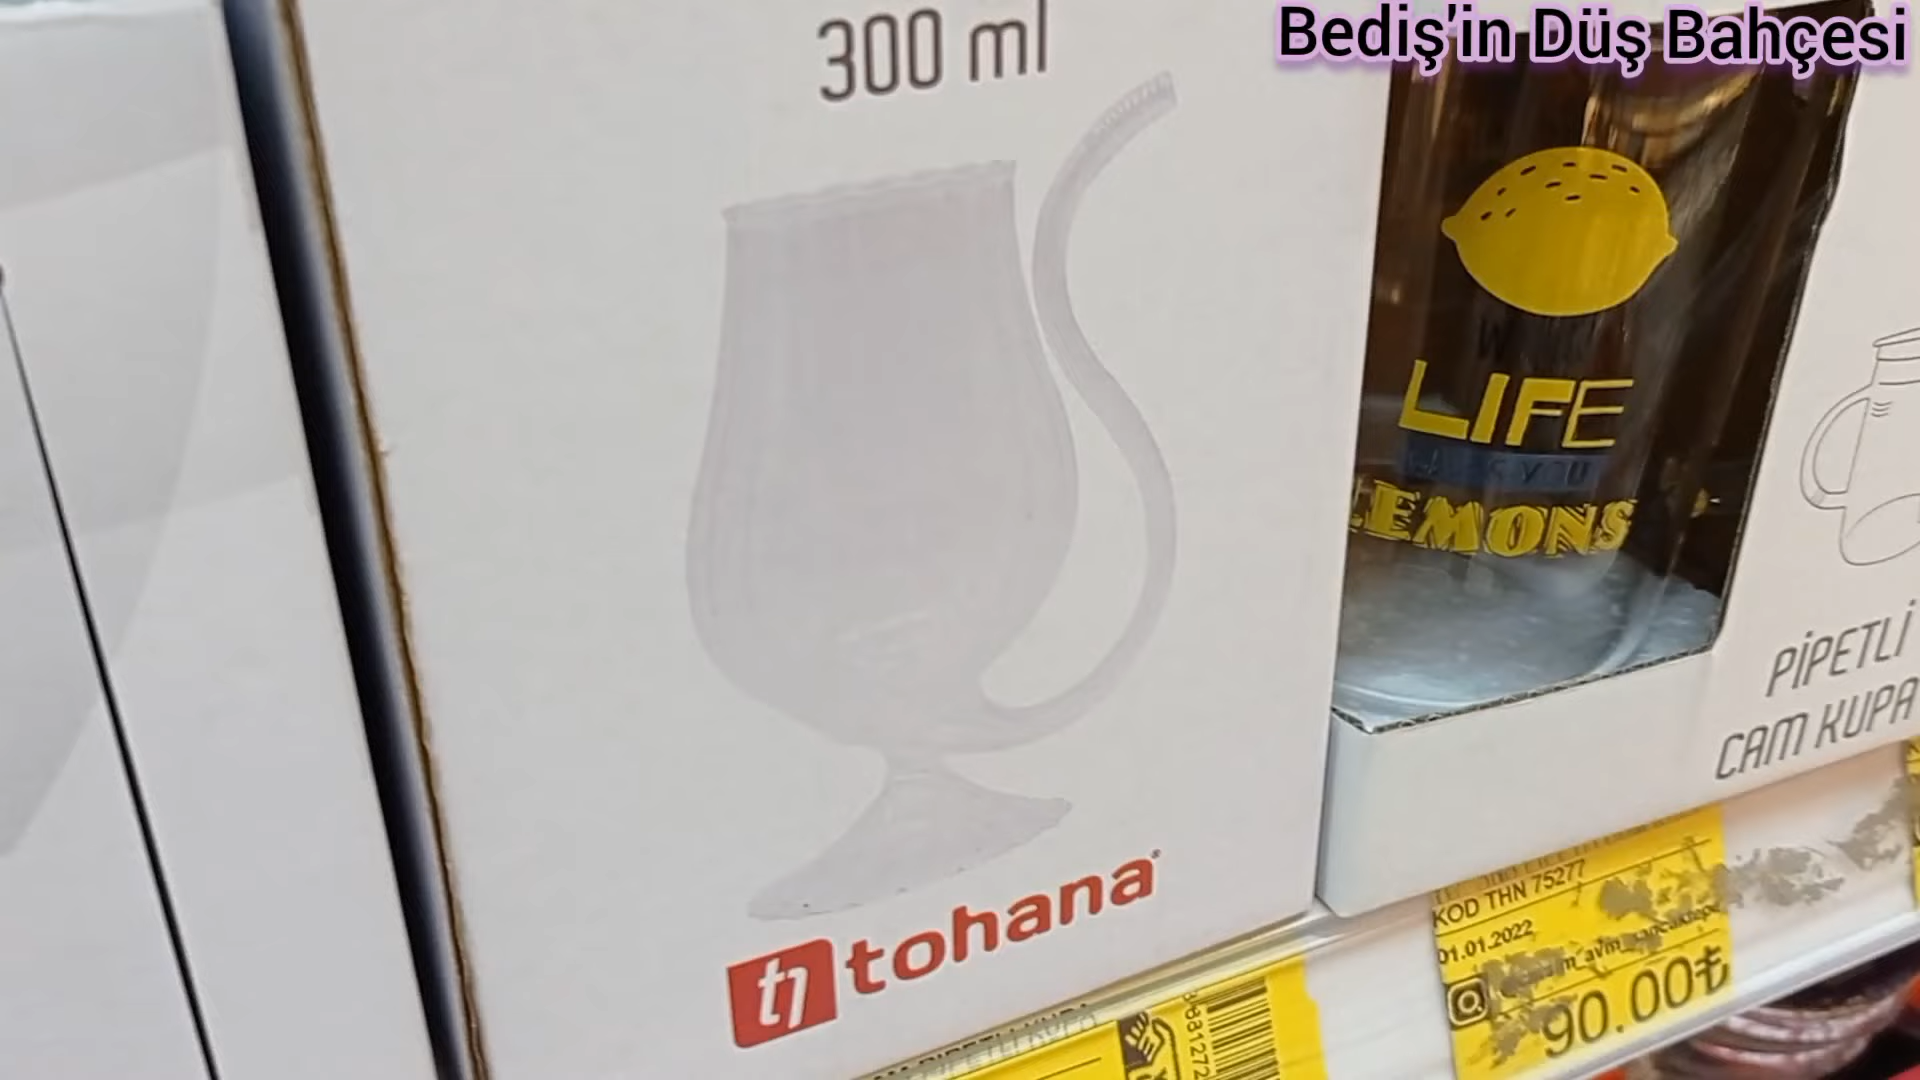 Bediş'in Düş Bahçesi
300 ml
LIFE
YOU
LEMONS
PİPETLİ
CAM KUPA
tohana
KOD THN 75277
01.01.2022
90.00₺